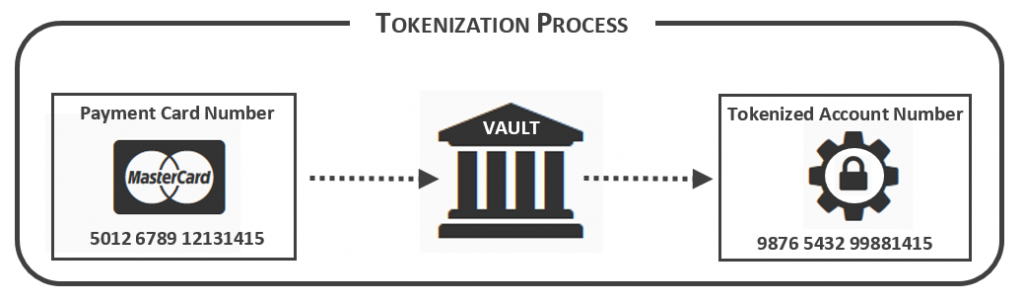 TOKENIZATION PROCESS
Payment Card Number
MasterCard
5012 6789 12131415
VAULT
Tokenized Account Number
9876 5432 99881415